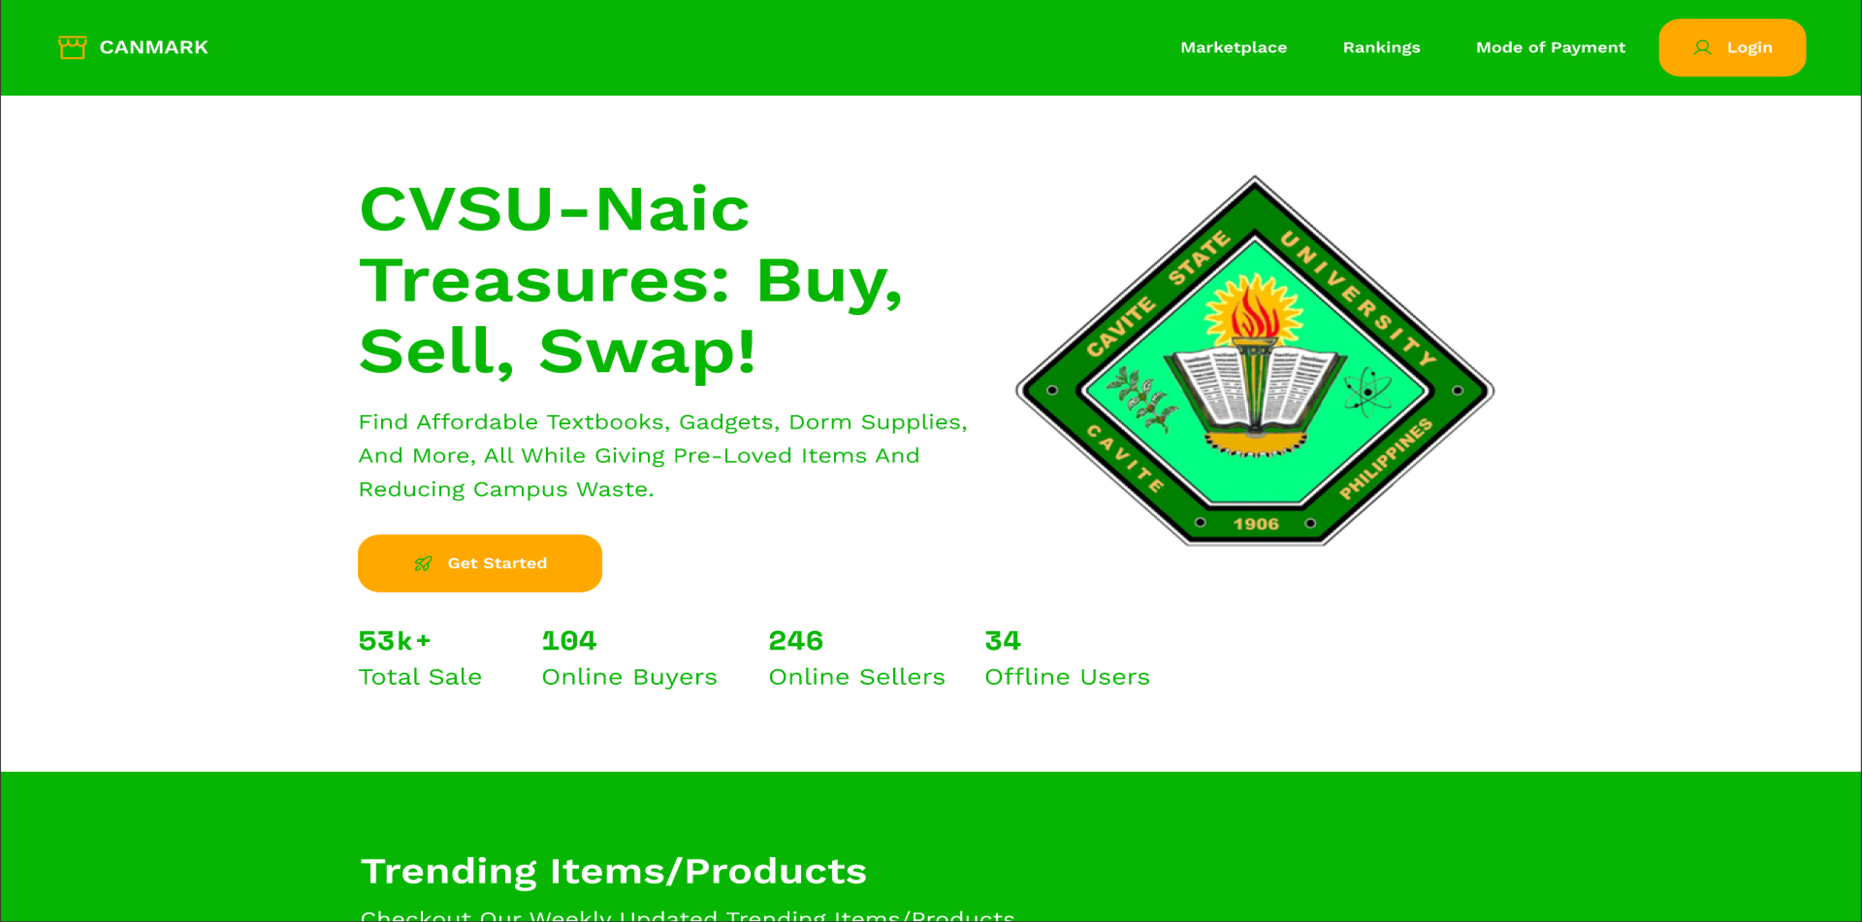 CANMARK
Marketplace
Rankings
Mode of Payment
Login
CVSU-Naic
Treasures: Buy,
Sell, Swap!
Find Affordable Textbooks, Gadgets, Dorm Supplies,
And More, All While Giving Pre-Loved Items And
Reducing Campus Waste.
Get Started
CAVITE STATE UNIVERSITY
CAVITE
PHILIPPINES
1906
53k+
Total Sale
104
Online Buyers
246
Online Sellers
34
Offline Users
Trending Items/Products
Checkout Our Weekly Updated Trending Items/Products